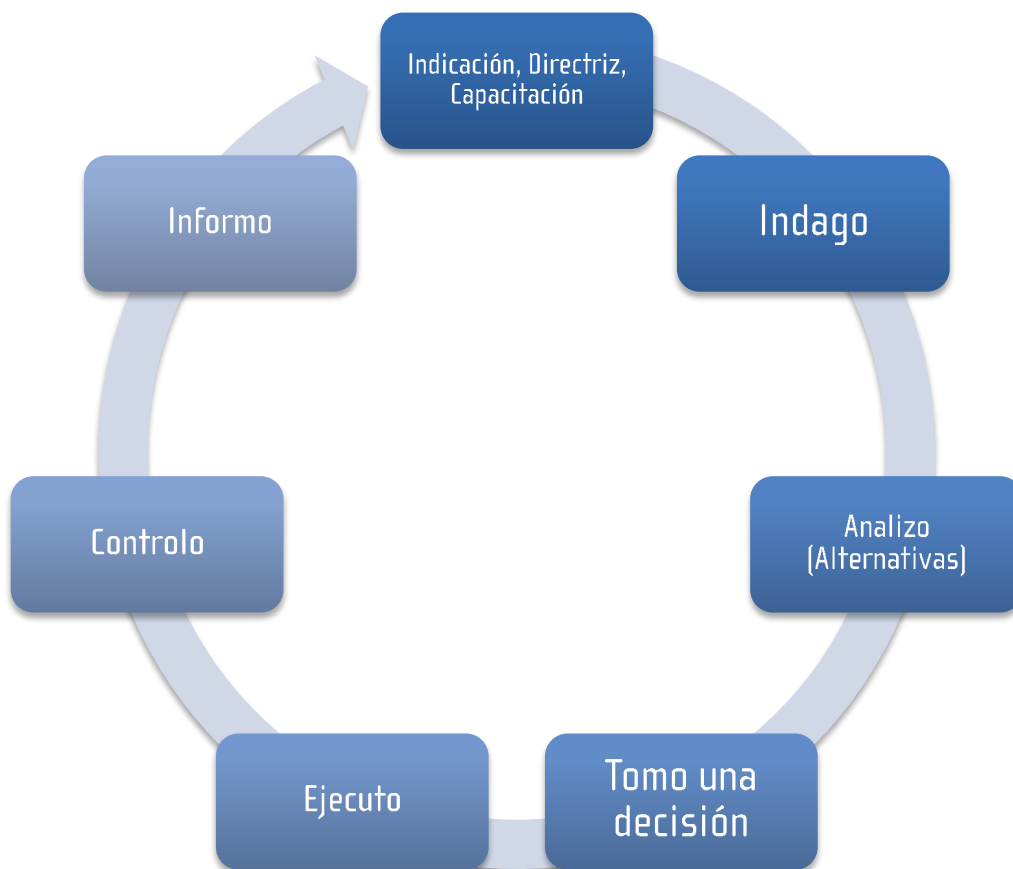 Indicación, Directriz,
Capacitación
Indago
Analizo
(Alternativas)
Tomo una
decisión
Ejecuto
Controlo
Informo